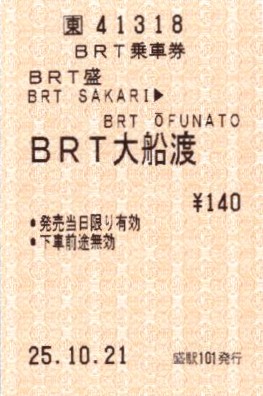 東 41318
BRT乗車券
BRT盛
BRT SAKARI▶
BRT ŌFUNATO
BRT大船渡
¥140
•発売当日限り有効
•下車前途無効
25.10.21
盛駅101発行